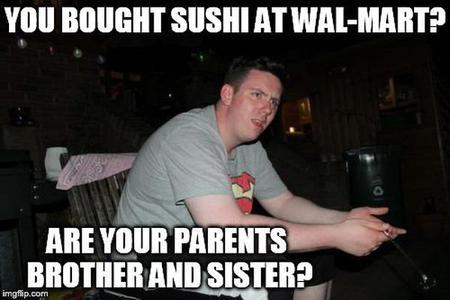 YOU BOUGHT SUSHI AT WAL-MART?
ARE YOUR PARENTS
BROTHER AND SISTER?
imgflip.com